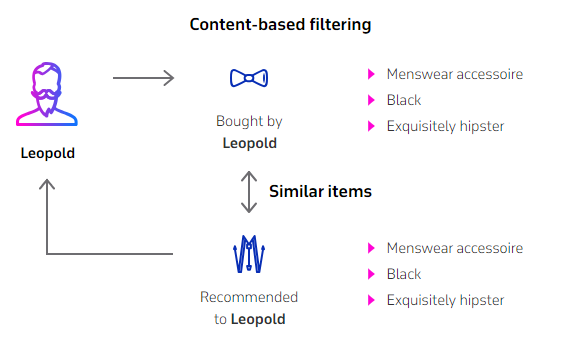 Content-based filtering
Leopold
Bought by
Leopold
Menswear accessoire
Black
Exquisitely hipster
Similar items
Recommended
to Leopold
Menswear accessoire
Black
Exquisitely hipster